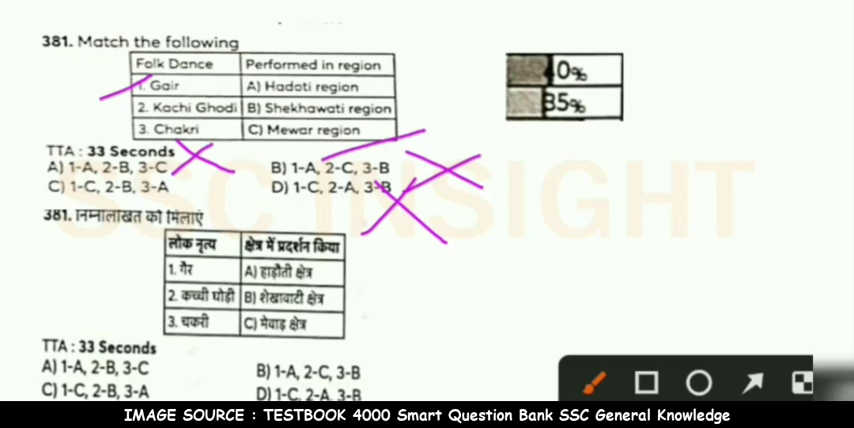 381. Match the following
Folk Dance Performed in region
1. Gair A) Hadoti region
2. Kachi Ghodi B) Shekhawati region
3. Chakri C) Mewar region
TTA : 33 Seconds
A) 1-A, 2-B, 3-C B) 1-A, 2-C, 3-B
C) 1-C, 2-B, 3-A D) 1-C, 2-A, 3-B
40%
35%
SSC INSIGHT
381. निम्नलिखित को मिलाएं
लोक नृत्य क्षेत्र में प्रदर्शन किया
1. गैर A) हाड़ौती क्षेत्र
2. कच्ची घोड़ी B) शेखावाटी क्षेत्र
3. चकरी C) मेवाड़ क्षेत्र
TTA : 33 Seconds
A) 1-A, 2-B, 3-C B) 1-A, 2-C, 3-B
C) 1-C, 2-B, 3-A D) 1-C, 2-A, 3-B
IMAGE SOURCE : TESTBOOK 4000 Smart Question Bank SSC General Knowledge